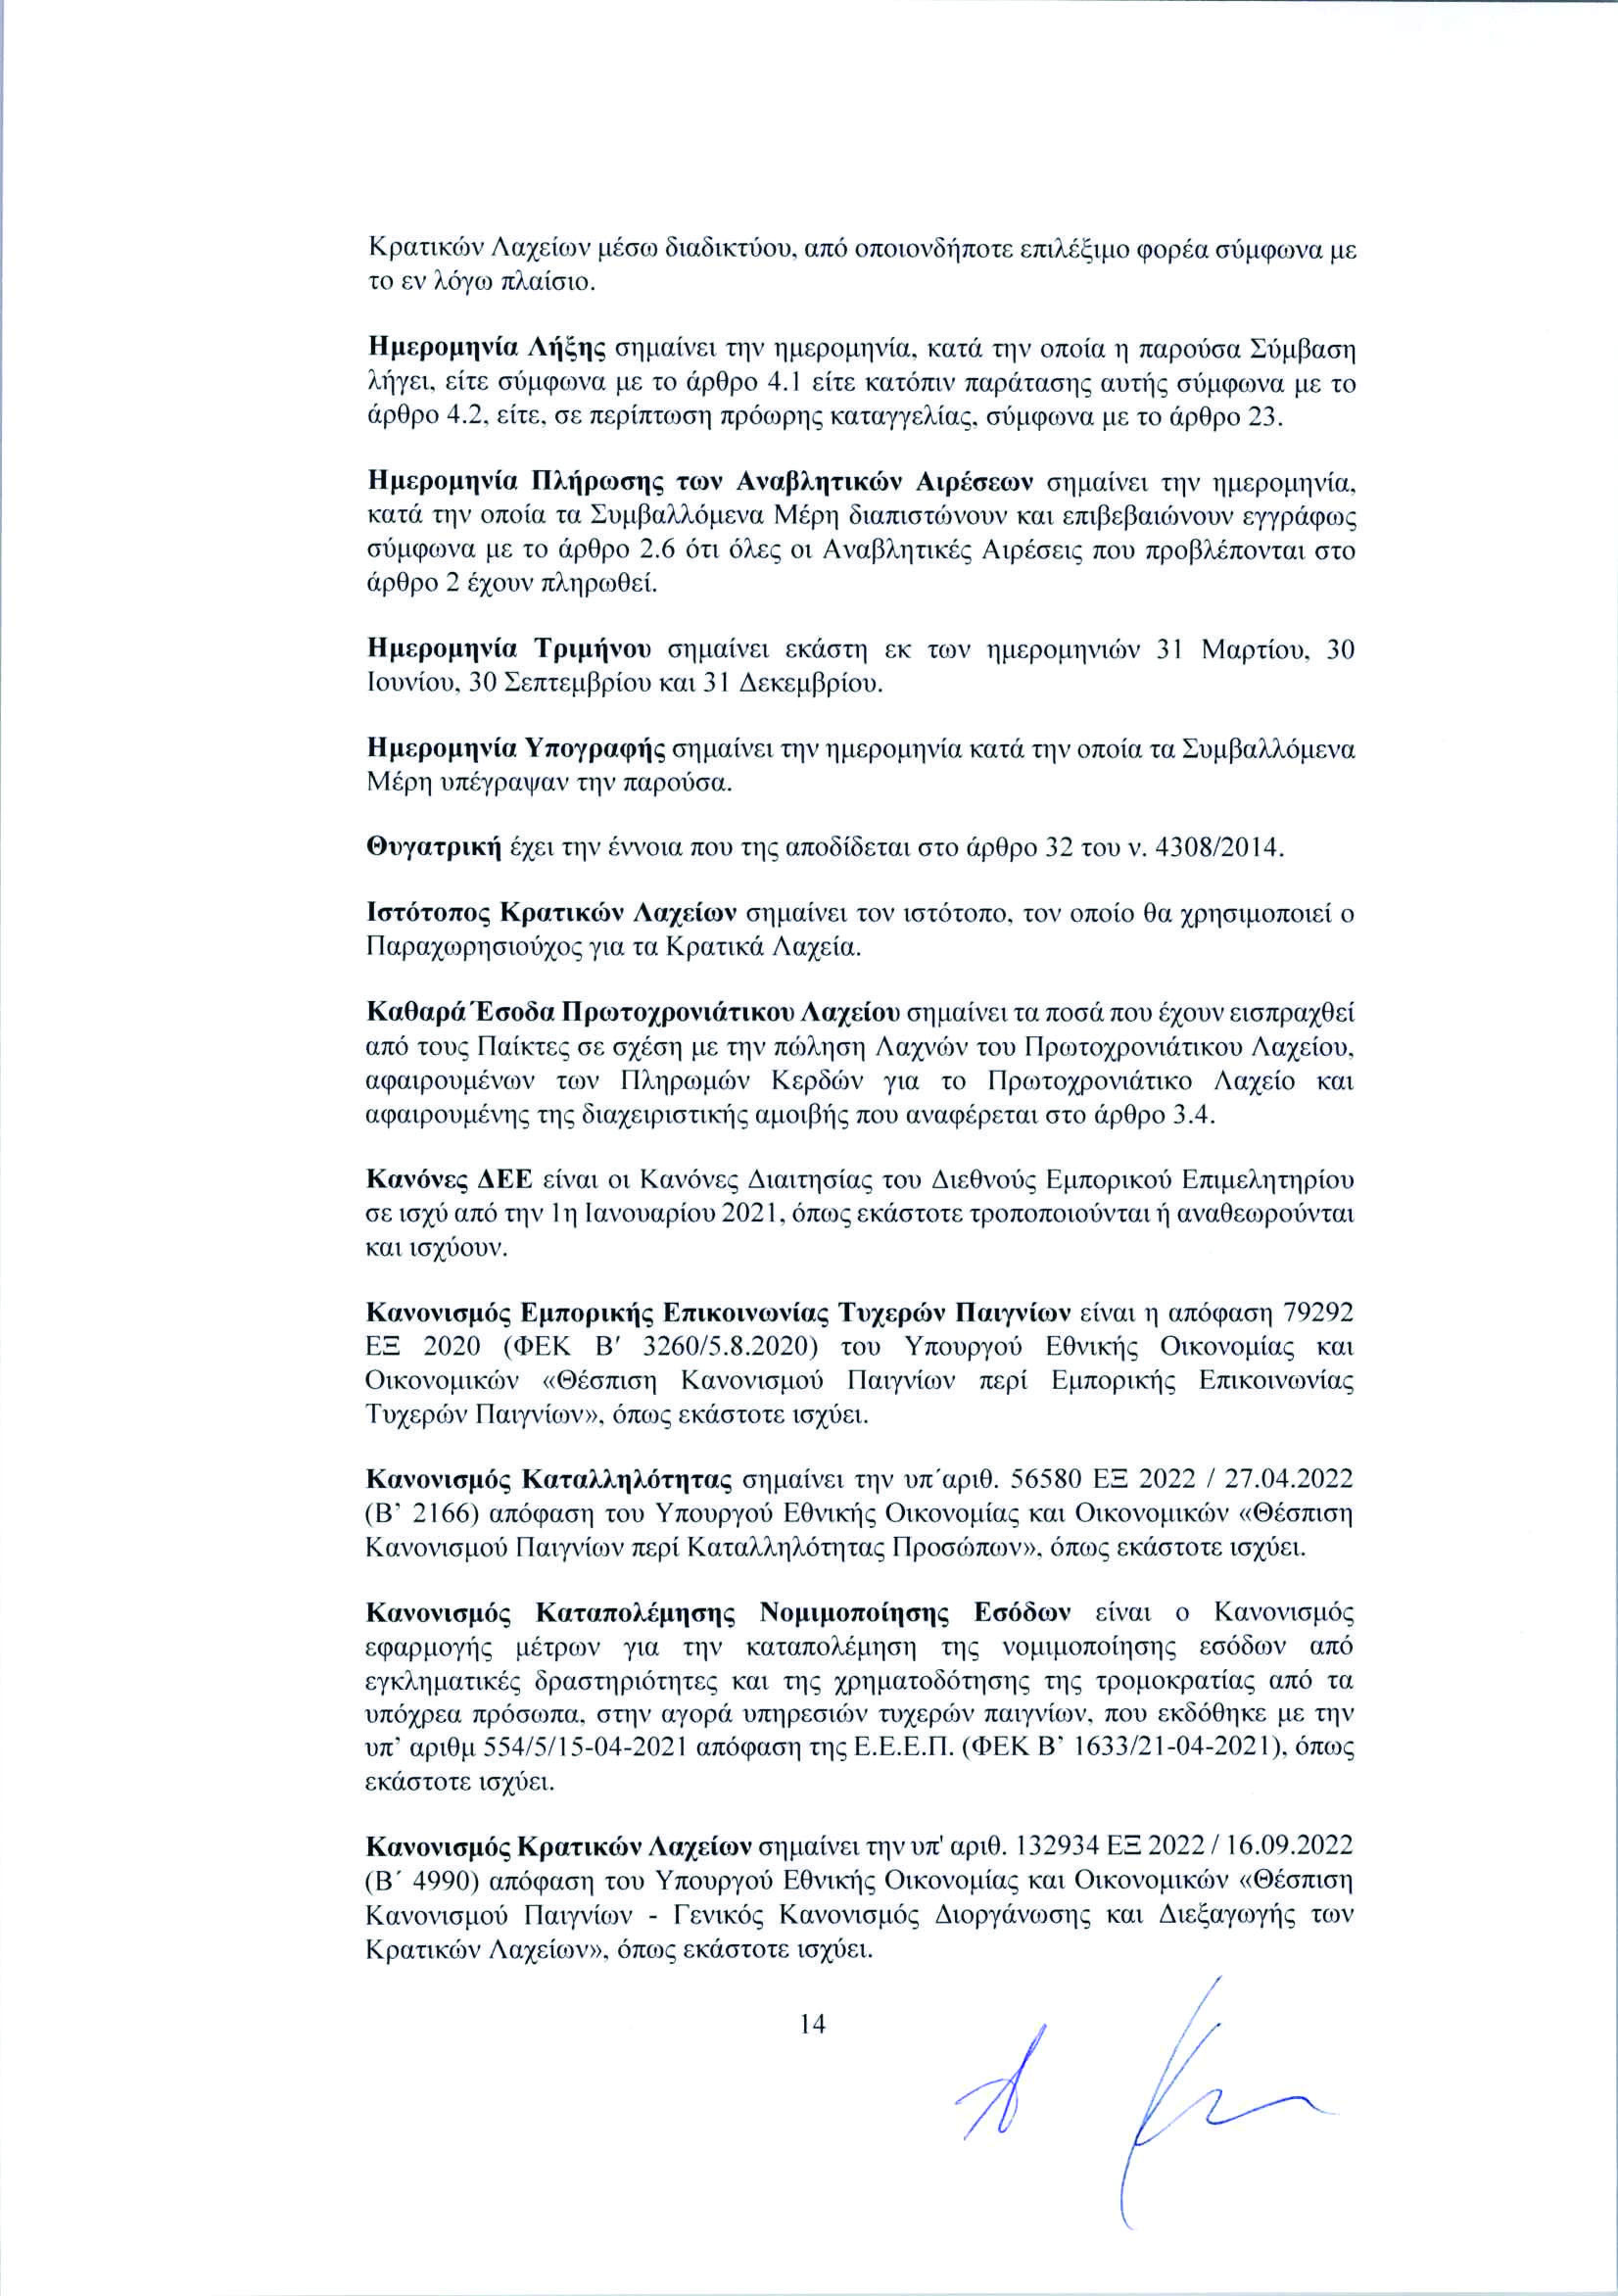 Κρατικών Λαχείων μέσω διαδικτύου, από οποιονδήποτε επιλέξιμο φορέα σύμφωνα με
το εν λόγω πλαίσιο.
Ημερομηνία Λήξης σημαίνει την ημερομηνία, κατά την οποία η παρούσα Σύμβαση
λήγει, είτε σύμφωνα με το άρθρο 4.1 είτε κατόπιν παράτασης αυτής σύμφωνα με το
άρθρο 4.2, είτε, σε περίπτωση πρόωρης καταγγελίας, σύμφωνα με το άρθρο 23.
Ημερομηνία Πλήρωσης των Αναβλητικών Αιρέσεων σημαίνει την ημερομηνία,
κατά την οποία τα Συμβαλλόμενα Μέρη διαπιστώνουν και επιβεβαιώνουν εγγράφως
σύμφωνα με το άρθρο 2.6 ότι όλες οι Αναβλητικές Αιρέσεις που προβλέπονται στο
άρθρο 2 έχουν πληρωθεί.
Ημερομηνία Τριμήνου σημαίνει εκάστη εκ των ημερομηνιών 31 Μαρτίου, 30
Ιουνίου, 30 Σεπτεμβρίου και 31 Δεκεμβρίου.
Ημερομηνία Υπογραφής σημαίνει την ημερομηνία κατά την οποία τα Συμβαλλόμενα
Μέρη υπέγραψαν την παρούσα.
Θυγατρική έχει την έννοια που της αποδίδεται στο άρθρο 32 του ν. 4308/2014.
Ιστότοπος Κρατικών Λαχείων σημαίνει τον ιστότοπο, τον οποίο θα χρησιμοποιεί ο
Παραχωρησιούχος για τα Κρατικά Λαχεία.
Καθαρά Έσοδα Πρωτοχρονιάτικου Λαχείου σημαίνει τα ποσά που έχουν εισπραχθεί
από τους Παίκτες σε σχέση με την πώληση Λαχνών του Πρωτοχρονιάτικου Λαχείου,
αφαιρουμένων των Πληρωμών Κερδών για το Πρωτοχρονιάτικο Λαχείο και
αφαιρουμένης της διαχειριστικής αμοιβής που αναφέρεται στο άρθρο 3.4.
Κανόνες ΔΕΕ είναι οι Κανόνες Διαιτησίας του Διεθνούς Εμπορικού Επιμελητηρίου
σε ισχύ από την 1η Ιανουαρίου 2021, όπως εκάστοτε τροποποιούνται ή αναθεωρούνται
και ισχύουν.
Κανονισμός Εμπορικής Επικοινωνίας Τυχερών Παιγνίων είναι η απόφαση 79292
ΕΞ 2020 (ΦΕΚ Β' 3260/5.8.2020) του Υπουργού Εθνικής Οικονομίας και
Οικονομικών «Θέσπιση Κανονισμού Παιγνίων περί Εμπορικής Επικοινωνίας
Τυχερών Παιγνίων», όπως εκάστοτε ισχύει.
Κανονισμός Καταλληλότητας σημαίνει την υπ΄αριθ. 56580 ΕΞ 2022 / 27.04.2022
(Β’ 2166) απόφαση του Υπουργού Εθνικής Οικονομίας και Οικονομικών «Θέσπιση
Κανονισμού Παιγνίων περί Καταλληλότητας Προσώπων», όπως εκάστοτε ισχύει.
Κανονισμός Καταπολέμησης Νομιμοποίησης Εσόδων είναι ο Κανονισμός
εφαρμογής μέτρων για την καταπολέμηση της νομιμοποίησης εσόδων από
εγκληματικές δραστηριότητες και της χρηματοδότησης της τρομοκρατίας από τα
υπόχρεα πρόσωπα, στην αγορά υπηρεσιών τυχερών παιγνίων, που εκδόθηκε με την
υπ’ αριθμ 554/5/15-04-2021 απόφαση της Ε.Ε.Ε.Π. (ΦΕΚ Β’ 1633/21-04-2021), όπως
εκάστοτε ισχύει.
Κανονισμός Κρατικών Λαχείων σημαίνει την υπ' αριθ. 132934 ΕΞ 2022 / 16.09.2022
(Β΄ 4990) απόφαση του Υπουργού Εθνικής Οικονομίας και Οικονομικών «Θέσπιση
Κανονισμού Παιγνίων - Γενικός Κανονισμός Διοργάνωσης και Διεξαγωγής των
Κρατικών Λαχείων», όπως εκάστοτε ισχύει.
14